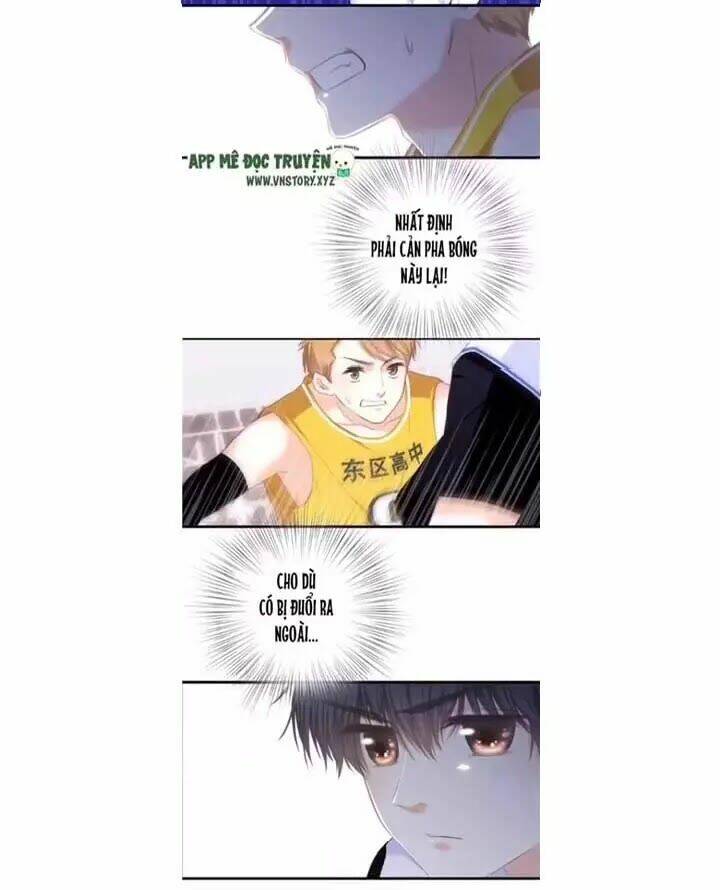 APP MÊ ĐỌC TRUYỆN
WWW.VNSTORY.XYZ
NHẤT ĐỊNH
PHẢI CẢN PHA BÓNG
NÀY LẠI!
东区高中
CHO DÙ
CÓ BỊ ĐUỔI RA
NGOÀI...